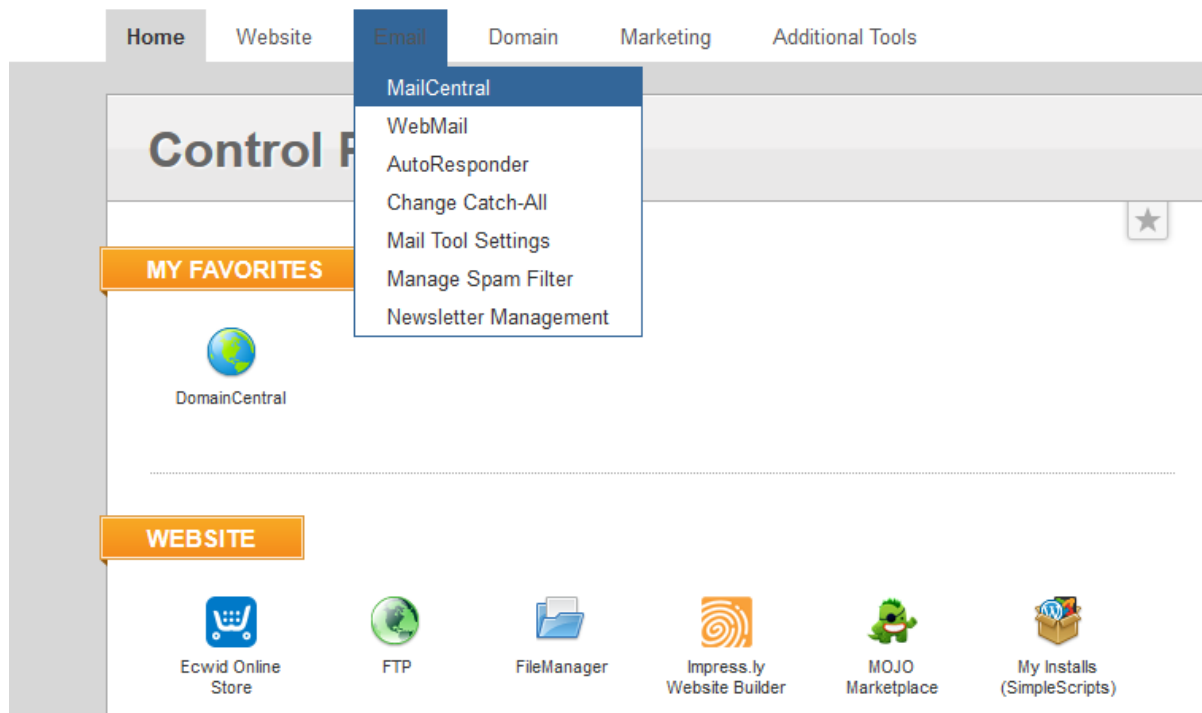 Home Website Email Domain Marketing Additional Tools
MailCentral
WebMail
AutoResponder
Change Catch-All
Mail Tool Settings
Manage Spam Filter
Newsletter Management
Control
MY FAVORITES
DomainCentral
WEBSITE
Ecwid Online
Store
FTP
FileManager
Impress.ly
Website Builder
MOJO
Marketplace
My Installs
(SimpleScripts)